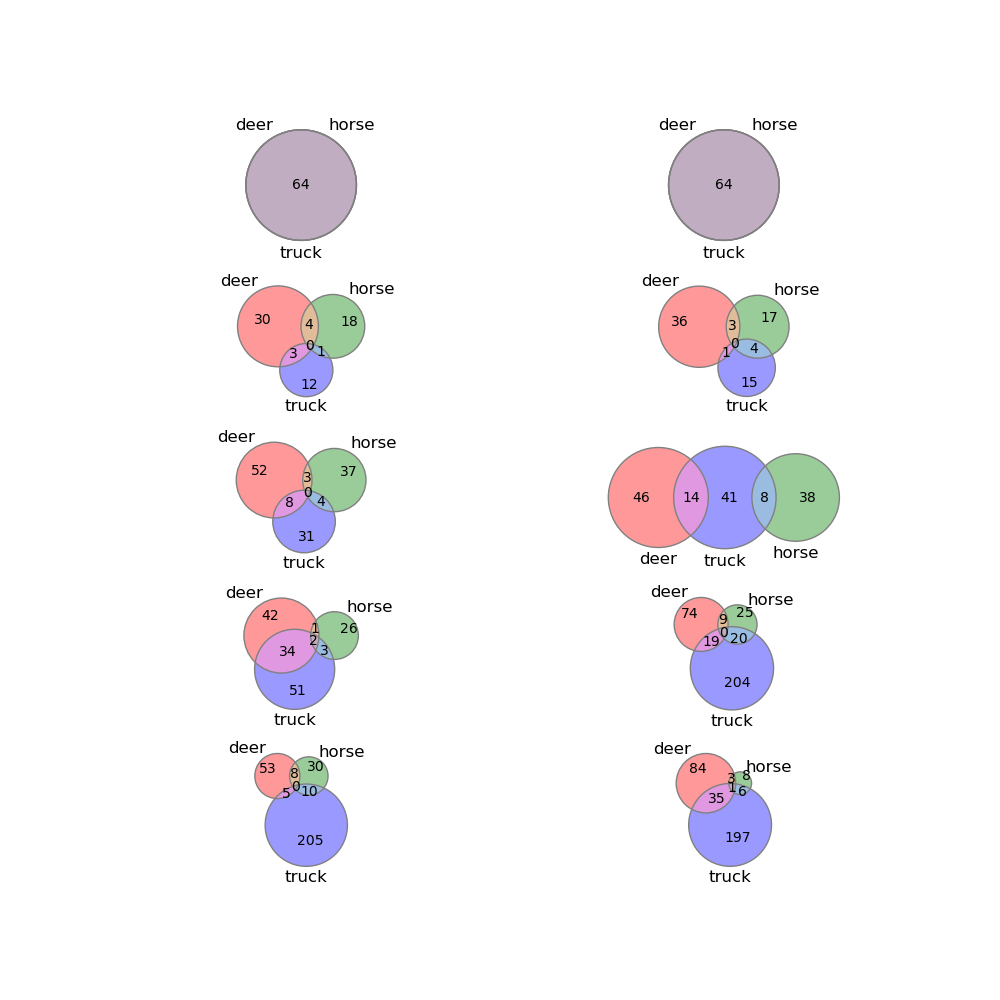 deer horse deer horse
64 64
truck truck
deer horse deer horse
30 4 18 36 3 17
3 0 1 1 0 4
12 15
truck truck
deer horse
52 3 37 46 14 41 8 38
8 0 4
31
truck deer truck horse
deer horse deer horse
42 1 26 74 9 25
34 2 3 19 0 20
51 204
truck truck
deer horse deer horse
53 8 30 84 3 8
5 0 10 35 1 6
205 197
truck truck